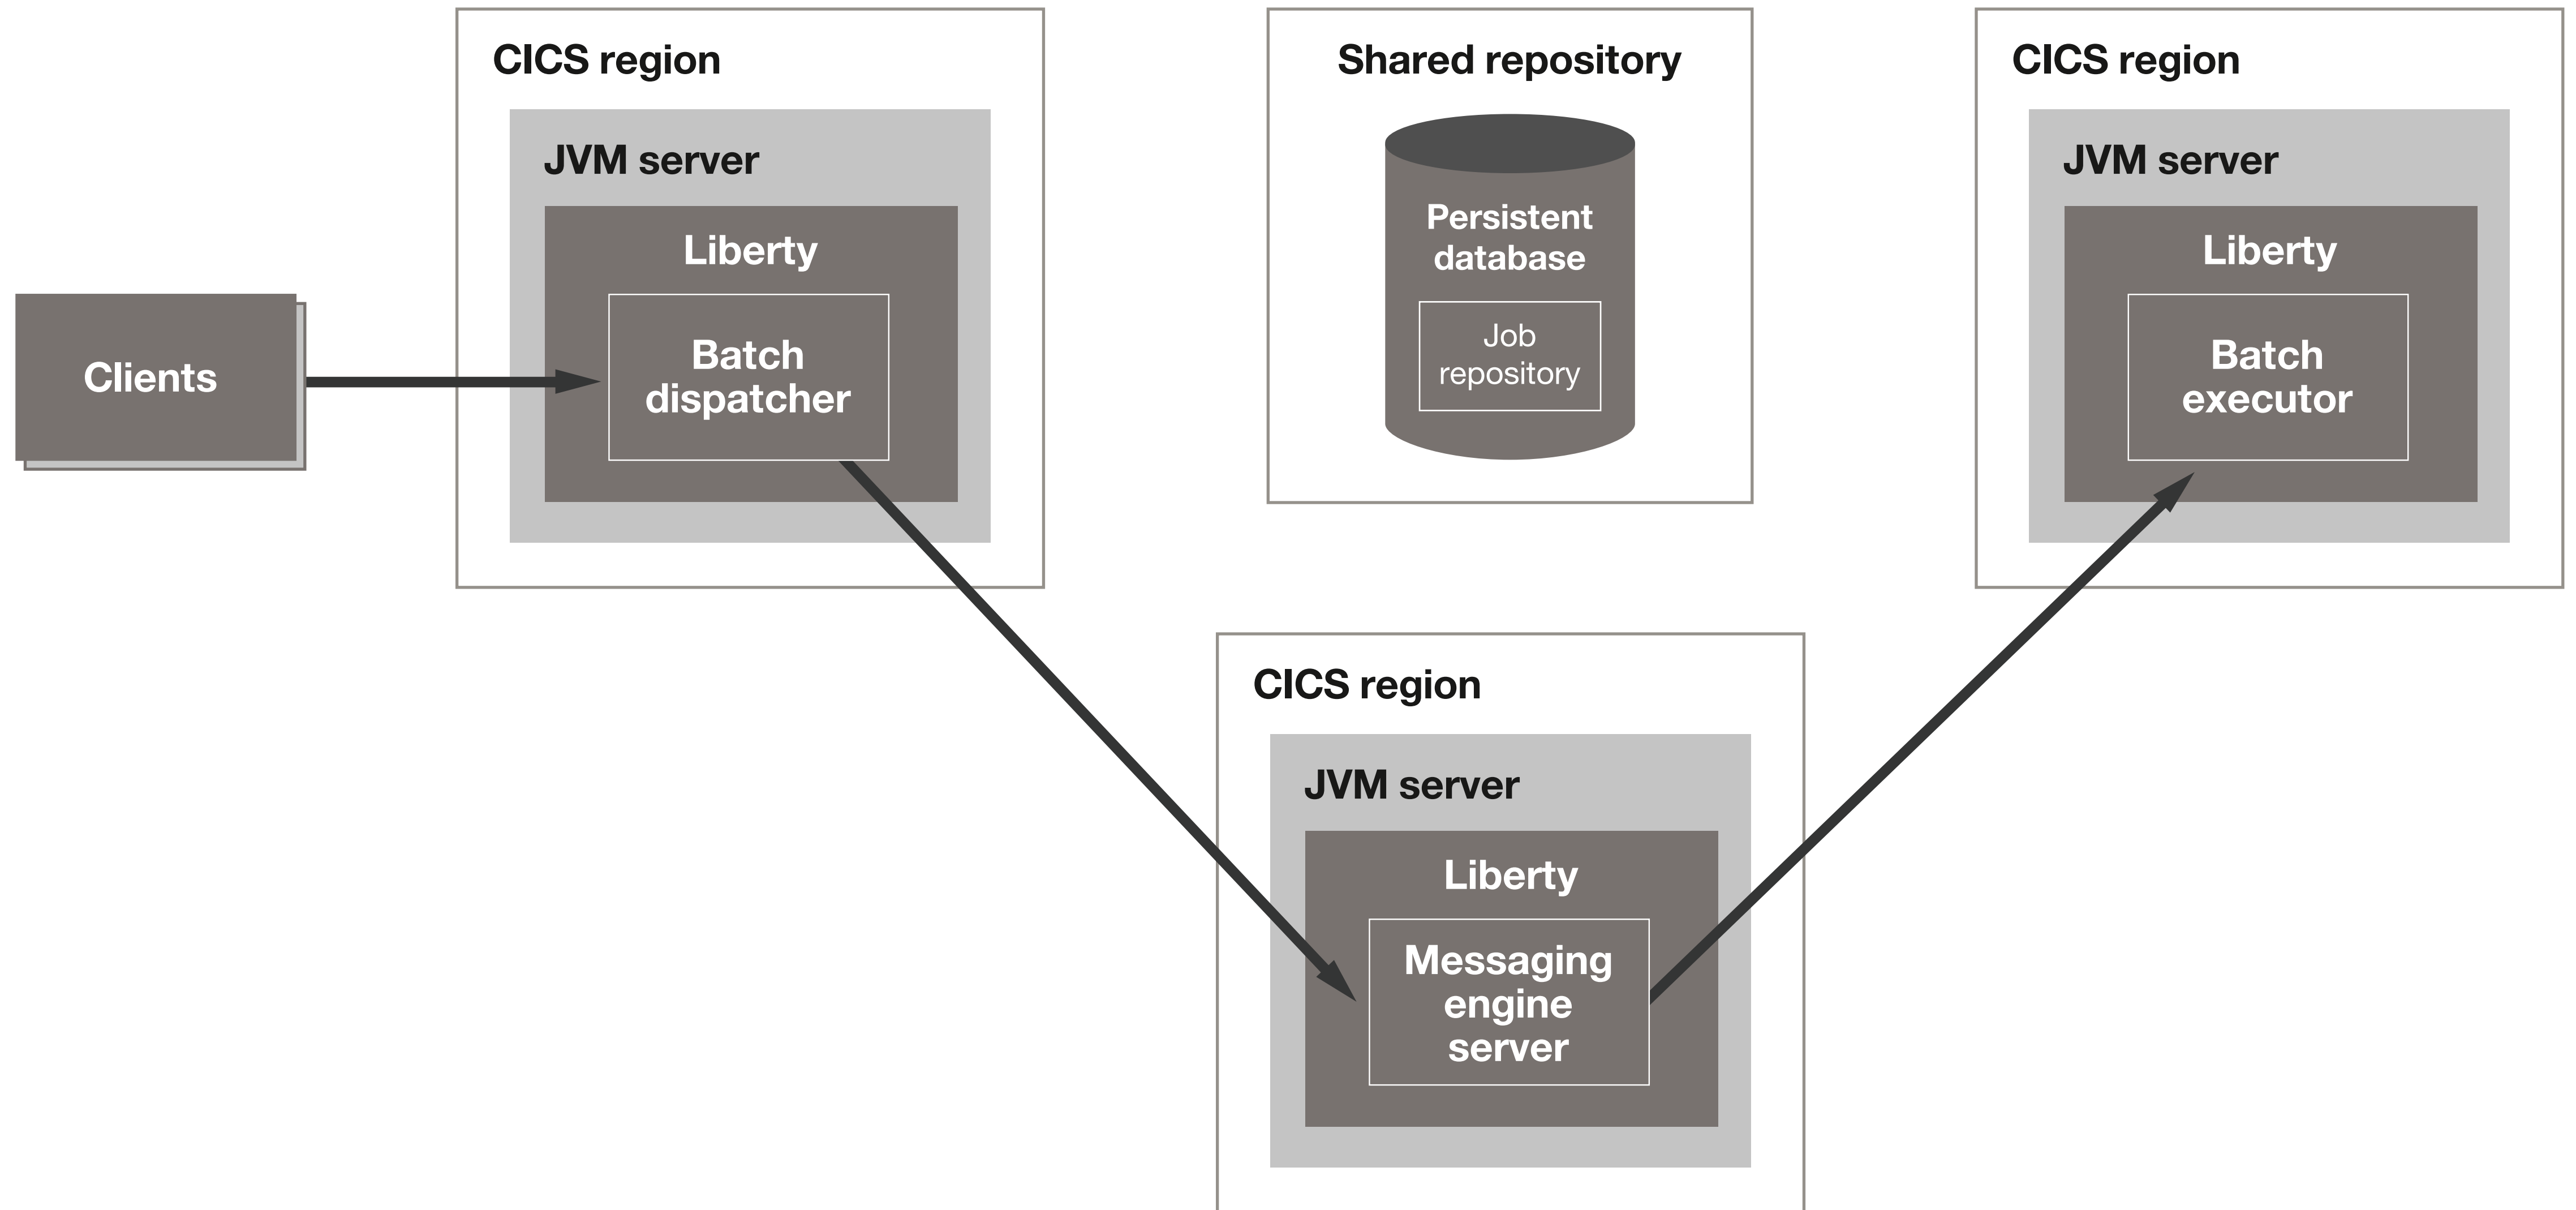 Clients
CICS region
JVM server
Liberty
Batch
dispatcher
Shared repository
Persistent
database
Job
repository
CICS region
JVM server
Liberty
Batch
executor
CICS region
JVM server
Liberty
Messaging
engine
server